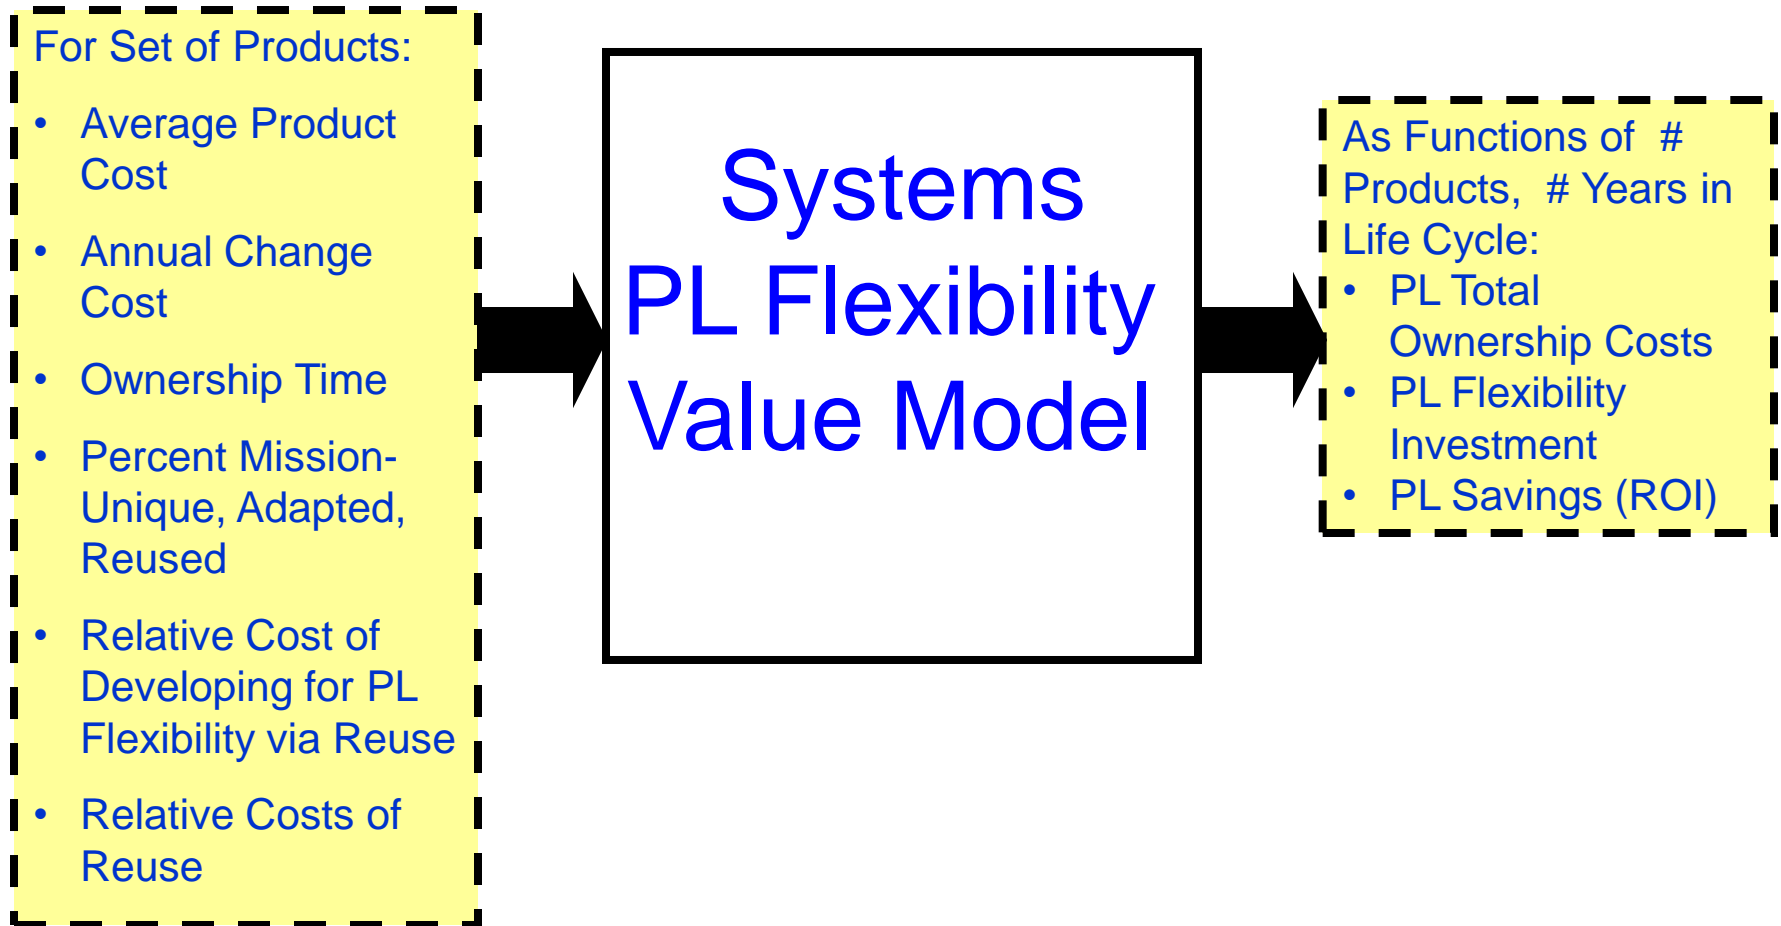 For Set of Products:
• Average Product
Cost
• Annual Change
Cost
• Ownership Time
• Percent Mission-
Unique, Adapted,
Reused
• Relative Cost of
Developing for PL
Flexibility via Reuse
• Relative Costs of
Reuse
Systems
PL Flexibility
Value Model
As Functions of #
Products, # Years in
Life Cycle:
• PL Total
Ownership Costs
• PL Flexibility
Investment
• PL Savings (ROI)